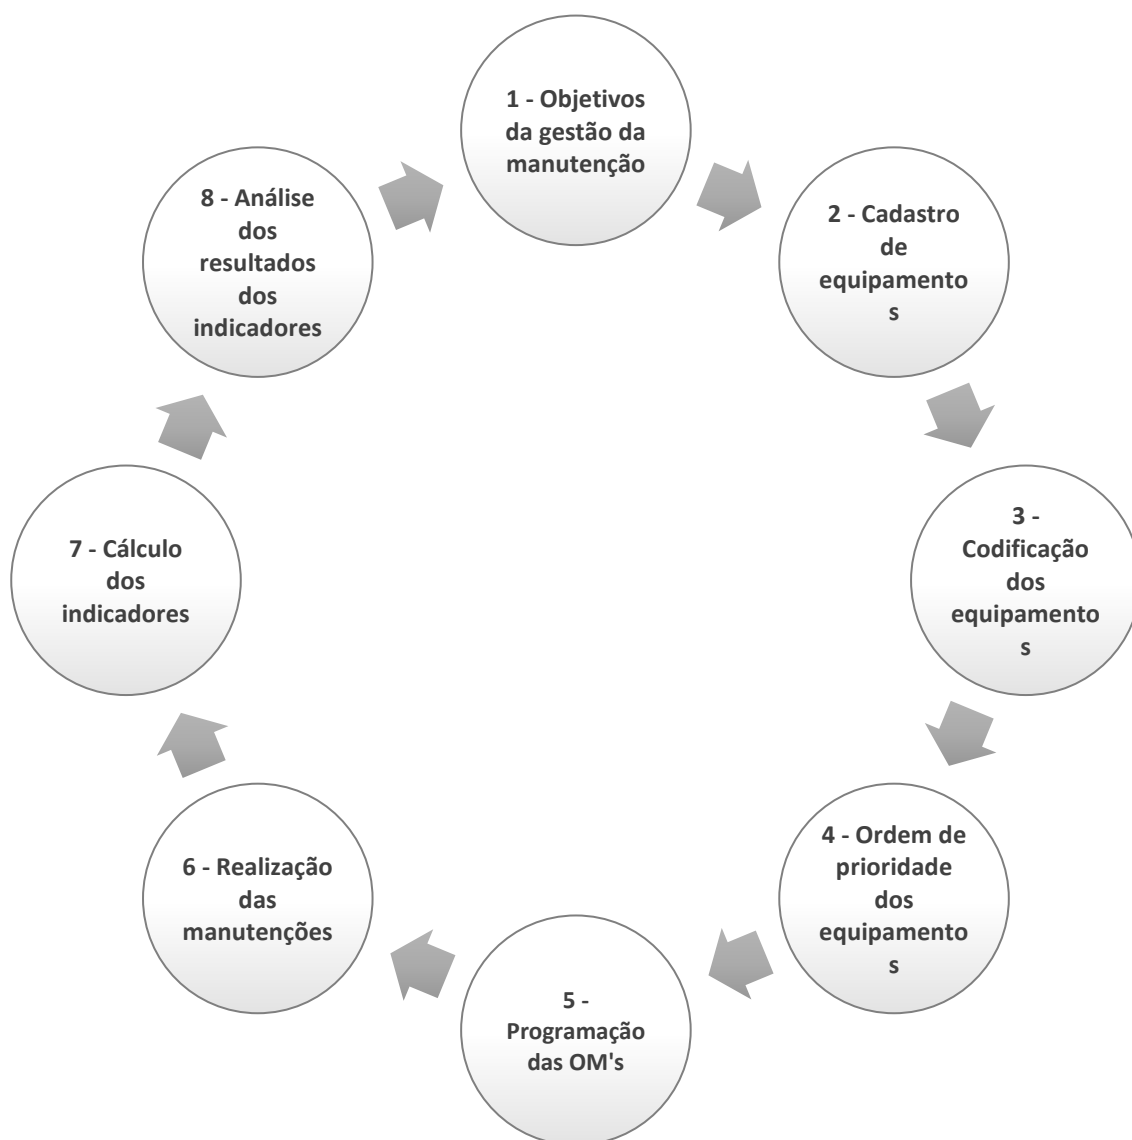 1 - Objetivos
da gestão da
manutenção
2 - Cadastro
de
equipamento
s
3 -
Codificação
dos
equipamento
s
4 - Ordem de
prioridade
dos
equipamento
s
5 -
Programação
das OM's
6 - Realização
das
manutenções
7 - Cálculo
dos
indicadores
8 - Análise
dos
resultados
dos
indicadores